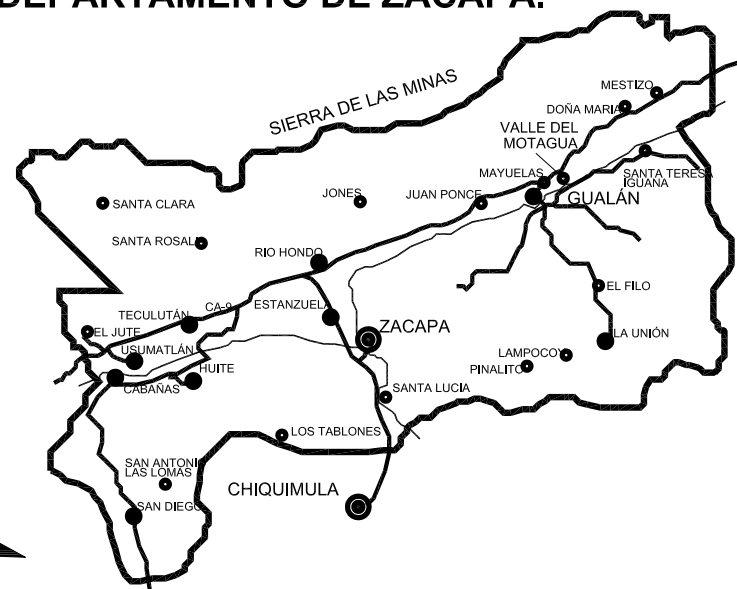 DEPARTAMENTO DE ZACAPA.
SIERRA DE LAS MINAS
MESTIZO
DOÑA MARIA
VALLE DEL
MOTAGUA
MAYUELAS
SANTA TERESA
IGUANA
GUALÁN
JONES
JUAN PONCE
SANTA CLARA
SANTA ROSALI
RIO HONDO
EL FILO
CA-9
ESTANZUELA
TECULUTÁN
EL JUTE
ZACAPA
LA UNIÓN
USUMATLÁN
LAMPOCOY
PINALITO
HUITE
CABAÑAS
SANTA LUCIA
LOS TABLONES
SAN ANTONIO
LAS LOMAS
CHIQUIMULA
SAN DIEGO